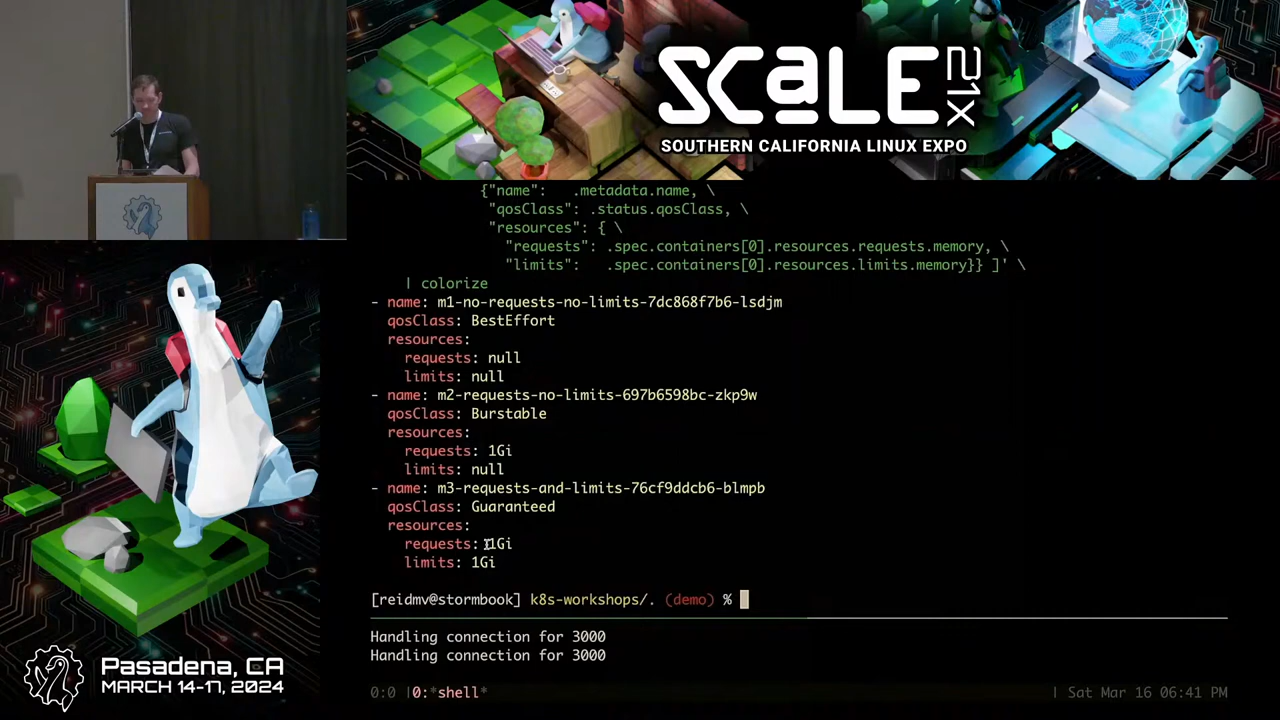 SCaLE 21x
SOUTHERN CALIFORNIA LINUX EXPO
{"name":   .metadata.name, \
"qosClass": .status.qosClass, \
"resources": { \
"requests": .spec.containers[0].resources.requests.memory, \
"limits":   .spec.containers[0].resources.limits.memory}} ]' \
| colorize
- name: m1-no-requests-no-limits-7dc868f7b6-lsdjm
qosClass: BestEffort
resources:
requests: null
limits: null
- name: m2-requests-no-limits-697b6598bc-zkp9w
qosClass: Burstable
resources:
requests: 1Gi
limits: null
- name: m3-requests-and-limits-76cf9ddcb6-blmpb
qosClass: Guaranteed
resources:
requests: 1Gi
limits: 1Gi
[reidmv@stormbook] k8s-workshops/. (demo) %
Handling connection for 3000
Handling connection for 3000
0:0 |0:*shell* | Sat Mar 16 06:41 PM
Pasadena, CA
MARCH 14-17, 2024